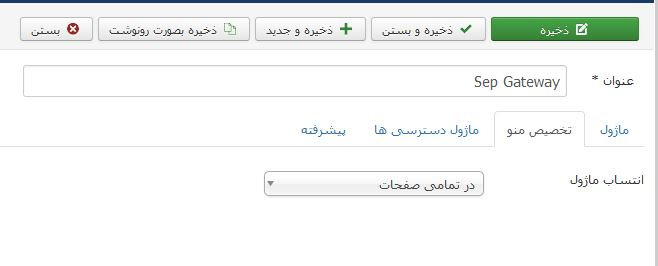 ذخیره ذخیره و بستن ذخیره و جدید ذخیره بصورت رونوشت بستن
عنوان * Sep Gateway
ماژول تخصیص منو ماژول دسترسی ها پیشرفته
انتساب ماژول در تمامی صفحات